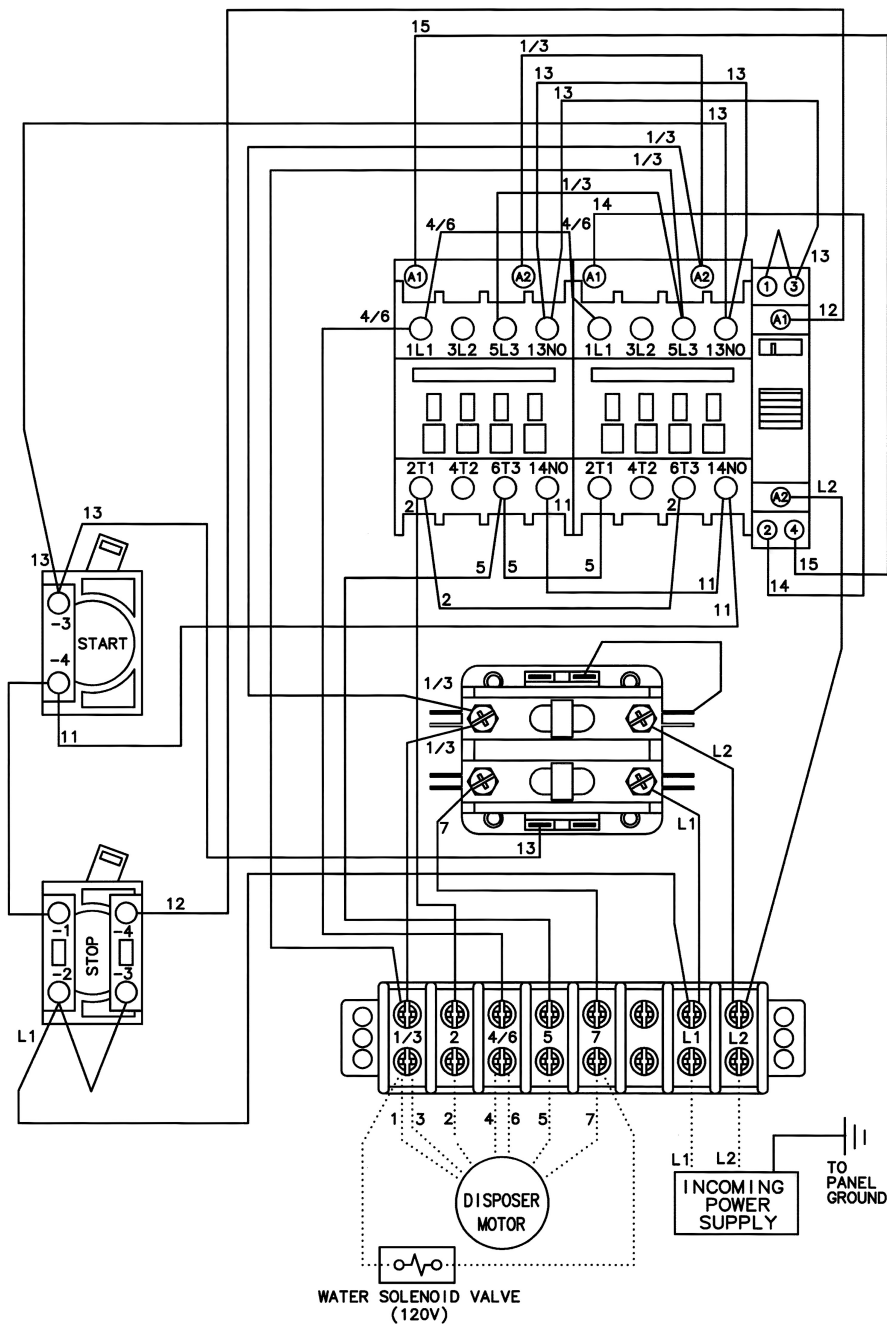 15
1/3
13
13
13
13
1/3
1/3
1/3
14
4/6
4/6
A1
A2
A1
A2
1
3
13
4/6
A1
12
1L1
3L2
5L3
13NO
1L1
3L2
5L3
13NO
2T1
4T2
6T3
14NO
2T1
4T2
6T3
14NO
2
11
2
A2
L2
2
4
13
13
5
5
5
11
15
14
2
11
-3
START
-4
11
1/3
1/3
L2
7
L1
13
12
-1
-4
STOP
-2
-3
L1
1/3
2
4/6
5
7
L1
L2
1
3
2
4
6
5
7
L1
L2
TO
PANEL
GROUND
DISPOSER
MOTOR
INCOMING
POWER
SUPPLY
WATER SOLENOID VALVE
(120V)